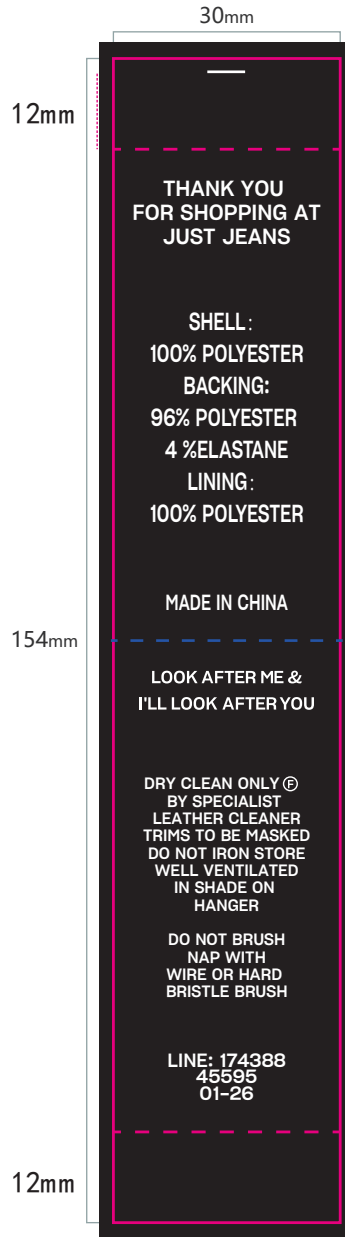 30mm
12mm
THANK YOU
FOR SHOPPING AT
JUST JEANS
SHELL:
100% POLYESTER
BACKING:
96% POLYESTER
4 %ELASTANE
LINING:
100% POLYESTER
MADE IN CHINA
154mm
LOOK AFTER ME &
I'LL LOOK AFTER YOU
DRY CLEAN ONLY Ⓕ
BY SPECIALIST
LEATHER CLEANER
TRIMS TO BE MASKED
DO NOT IRON STORE
WELL VENTILATED
IN SHADE ON
HANGER
DO NOT BRUSH
NAP WITH
WIRE OR HARD
BRISTLE BRUSH
LINE: 174388
45595
01-26
12mm